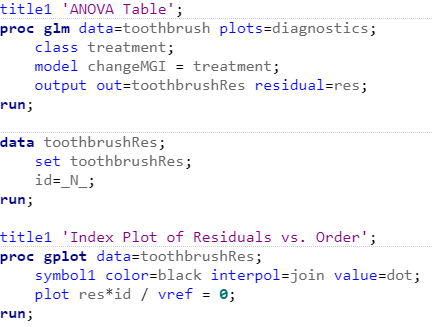 title1 'ANOVA Table';
proc glm data=toothbrush plots=diagnostics;
class treatment;
model changeMGI = treatment;
output out=toothbrushRes residual=res;
run;
data toothbrushRes;
set toothbrushRes;
id=_N_;
run;
title1 'Index Plot of Residuals vs. Order';
proc gplot data=toothbrushRes;
symbol1 color=black interpol=join value=dot;
plot res*id / vref = 0;
run;